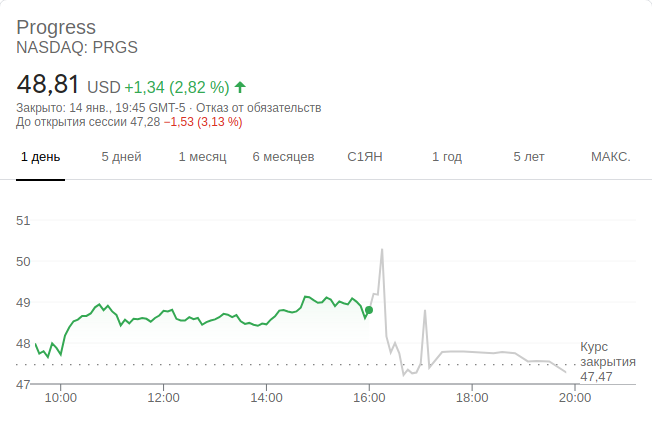 Progress
NASDAQ: PRGS
48,81 USD +1,34 (2,82 %) ↑
Закрыто: 14 янв., 19:45 GMT-5 · Отказ от обязательств
До открытия сессии 47,28 −1,53 (3,13 %)
1 день 5 дней 1 месяц 6 месяцев С1ЯН 1 год 5 лет МАКС.
51
50
49
48
Курс
закрытия
47,47
47
10:00 12:00 14:00 16:00 18:00 20:00